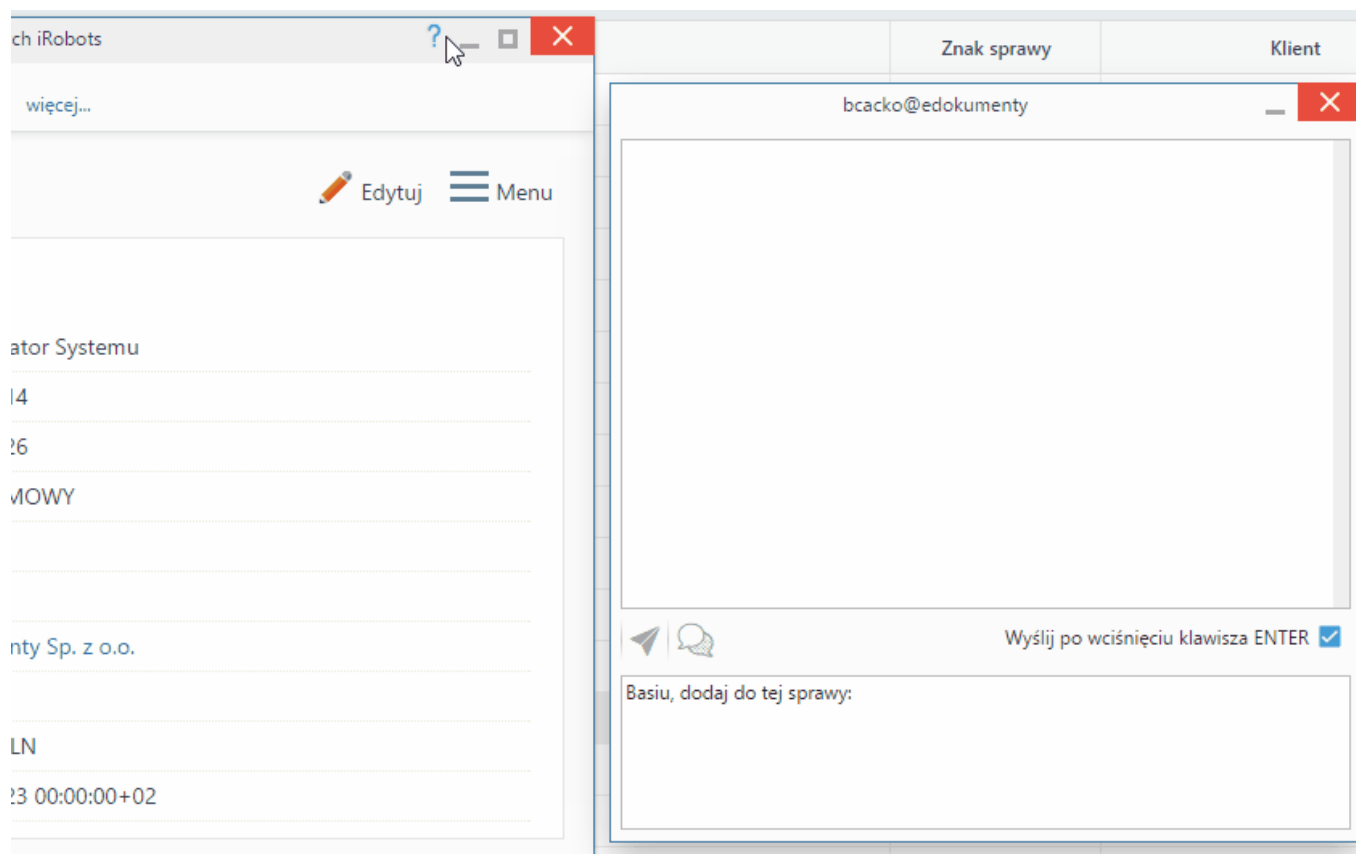 ch iRobots
?
więcej...
Edytuj
Menu
ator Systemu
14
26
MOWY
nty Sp. z o.o.
LN
23 00:00:00+02
Znak sprawy
Klient
bcacko@edokumenty
Wyślij po wciśnięciu klawisza ENTER
Basiu, dodaj do tej sprawy: